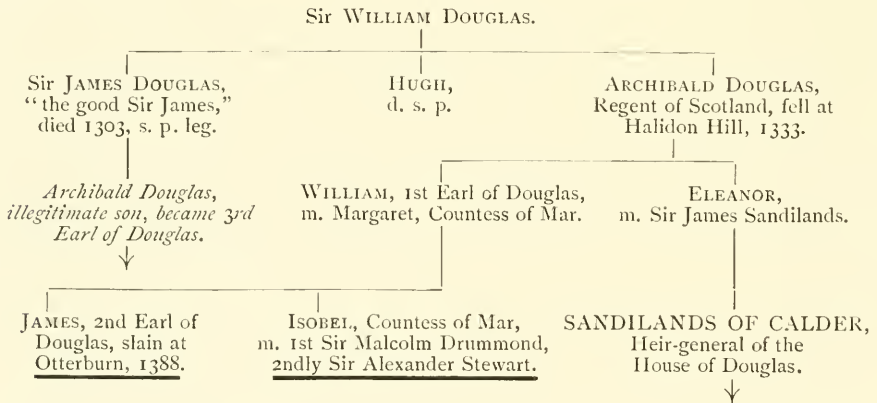 Sir WILLIAM DOUGLAS.
Sir JAMES DOUGLAS,
"the good Sir James,"
died 1303, s. p. leg.
HUGH,
d. s. p.
ARCHIBALD DOUGLAS,
Regent of Scotland, fell at
Halidon Hill, 1333.
Archibald Douglas,
illegitimate son, became 3rd
Earl of Douglas.
WILLIAM, 1st Earl of Douglas,
m. Margaret, Countess of Mar.
ELEANOR,
m. Sir James Sandilands.
JAMES, 2nd Earl of
Douglas, slain at
Otterburn, 1388.
ISOBEL, Countess of Mar,
m. 1st Sir Malcolm Drummond,
2ndly Sir Alexander Stewart.
SANDILANDS OF CALDER,
Heir-general of the
House of Douglas.